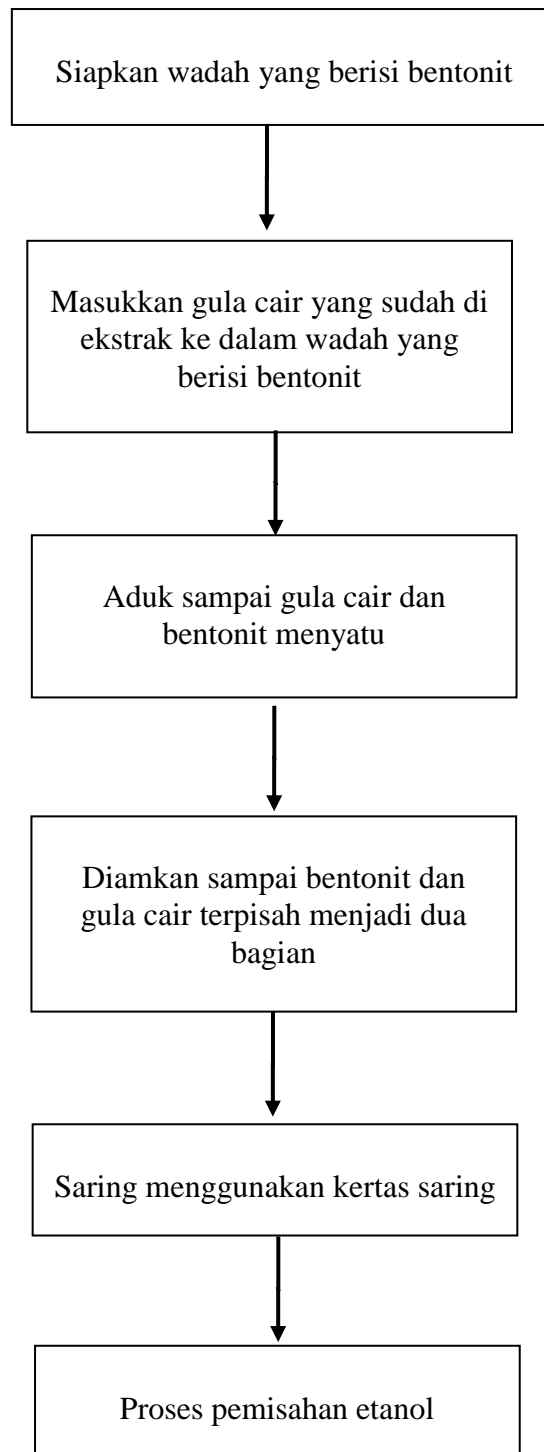 Siapkan wadah yang berisi bentonit
Masukkan gula cair yang sudah di
ekstrak ke dalam wadah yang
berisi bentonit
Aduk sampai gula cair dan
bentonit menyatu
Diamkan sampai bentonit dan
gula cair terpisah menjadi dua
bagian
Saring menggunakan kertas saring
Proses pemisahan etanol